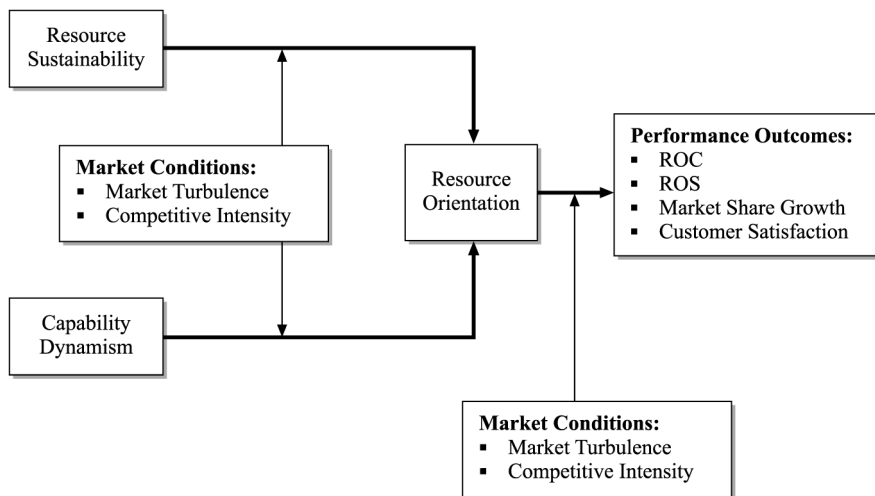 Resource
Sustainability
Market Conditions:
▪ Market Turbulence
▪ Competitive Intensity
Capability
Dynamism
Resource
Orientation
Performance Outcomes:
▪ ROC
▪ ROS
▪ Market Share Growth
▪ Customer Satisfaction
Market Conditions:
▪ Market Turbulence
▪ Competitive Intensity